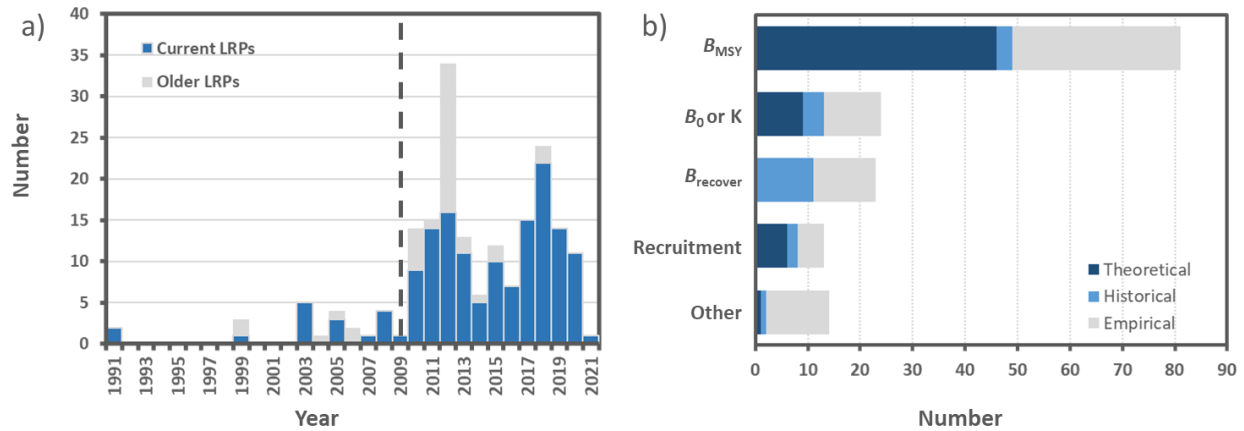 a)
40
35
30
25
20
15
10
5
0
Number
Current LRPs
Older LRPs
1991
1993
1995
1997
1999
2001
2003
2005
2007
2009
2011
2013
2015
2017
2019
2021
Year
b)
BMSY
B0 or K
Brecover
Recruitment
Other
Theoretical
Historical
Empirical
0 10 20 30 40 50 60 70 80 90
Number